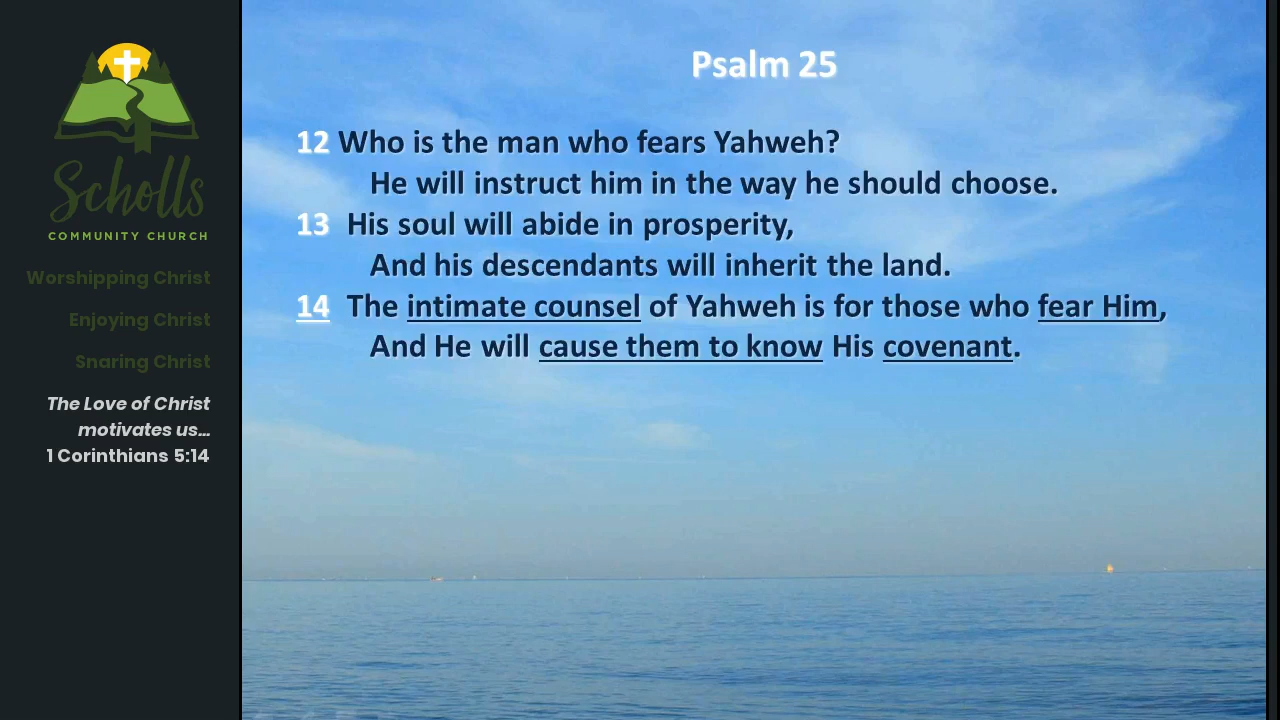 Scholls
COMMUNITY CHURCH
Worshipping Christ
Enjoying Christ
Snaring Christ
The Love of Christ
motivates us...
1 Corinthians 5:14
Psalm 25
12 Who is the man who fears Yahweh?
He will instruct him in the way he should choose.
13 His soul will abide in prosperity,
And his descendants will inherit the land.
14 The intimate counsel of Yahweh is for those who fear Him,
And He will cause them to know His covenant.